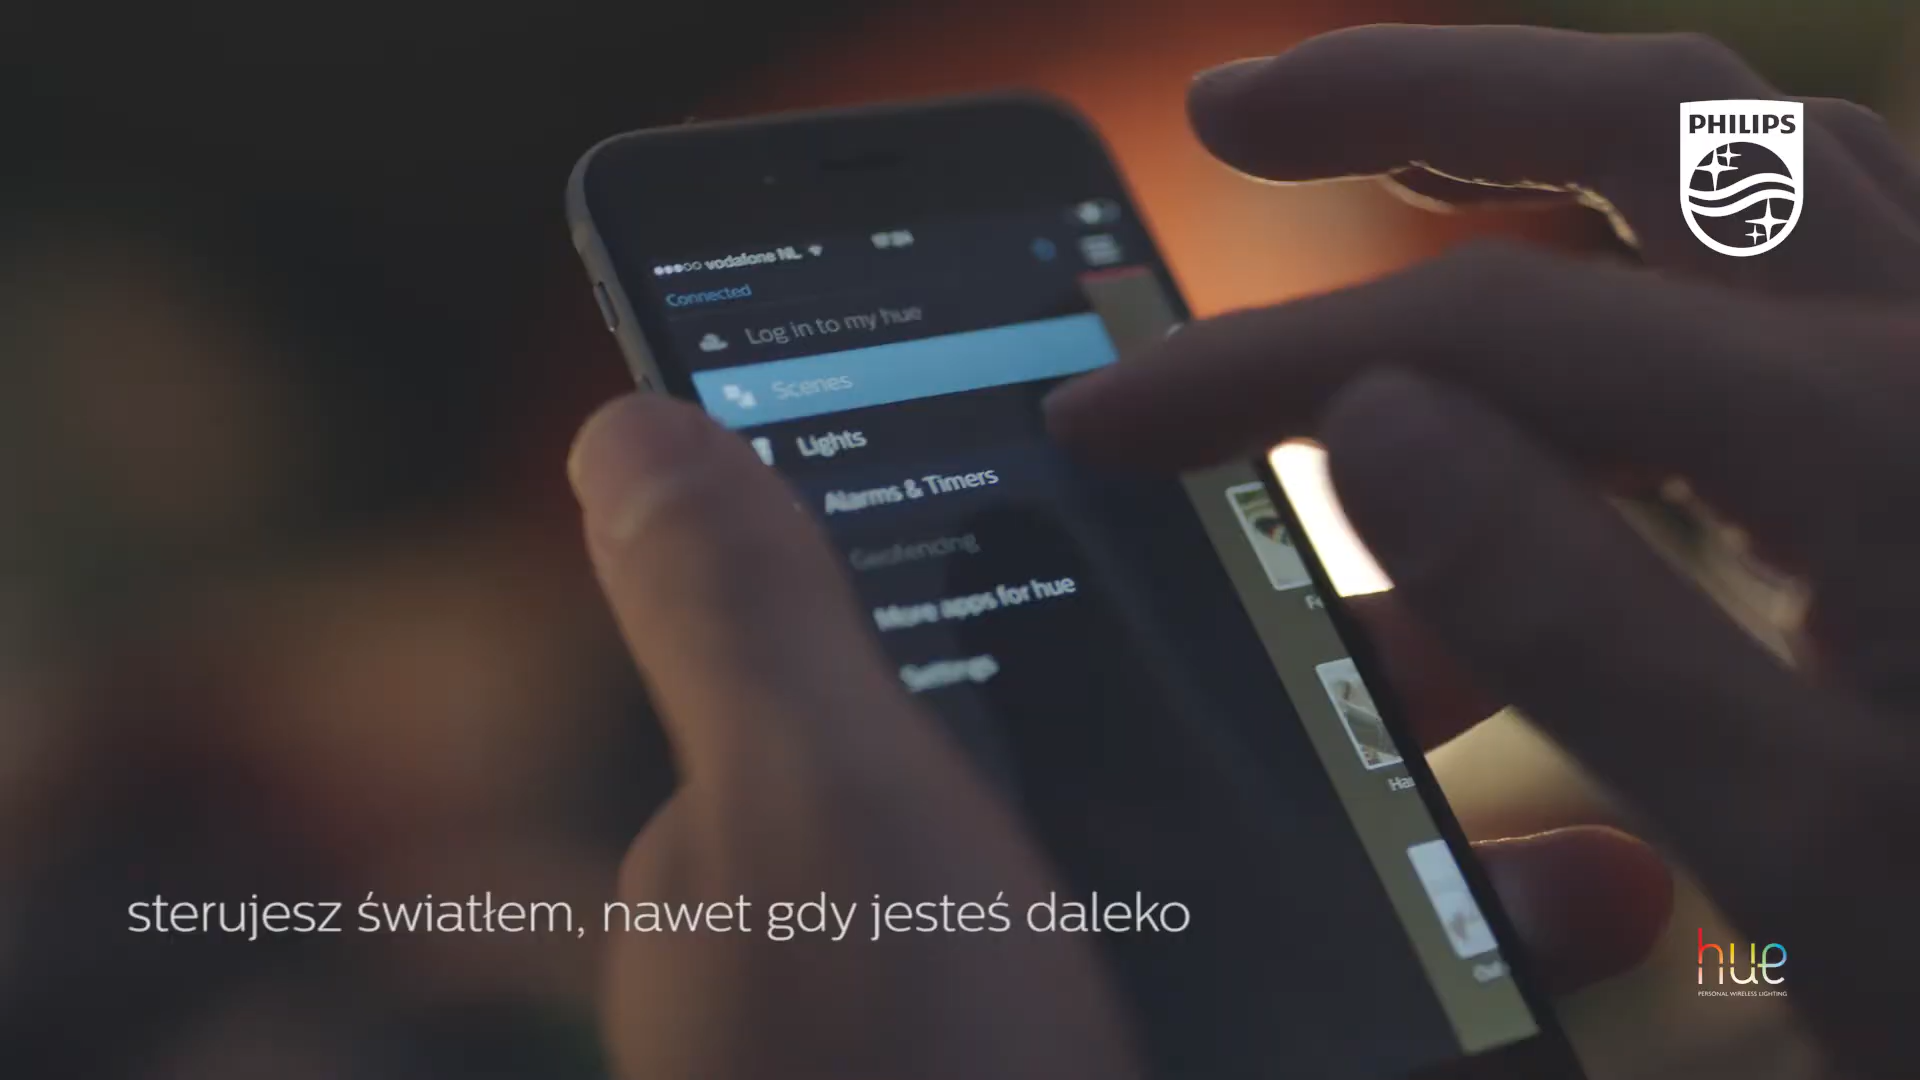 PHILIPS
vodafone NL
Connected
Log in to my hue
Scenes
Lights
Alarms & Timers
Geofencing
More apps for hue
Settings
sterujesz światłem, nawet gdy jesteś daleko
hue
PERSONAL WIRELESS LIGHTING